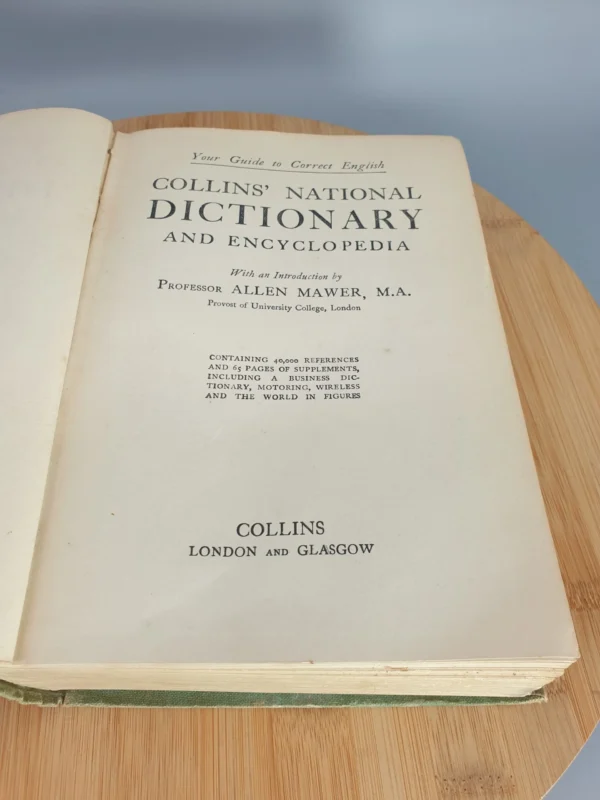 Your Guide to Correct English
COLLINS' NATIONAL
DICTIONARY
AND ENCYCLOPEDIA
With an Introduction by
PROFESSOR ALLEN MAWER, M.A.
Provost of University College, London
CONTAINING 40,000 REFERENCES
AND 65 PAGES OF SUPPLEMENTS,
INCLUDING A BUSINESS DIC-
TIONARY, MOTORING, WIRELESS
AND THE WORLD IN FIGURES
COLLINS
LONDON AND GLASGOW